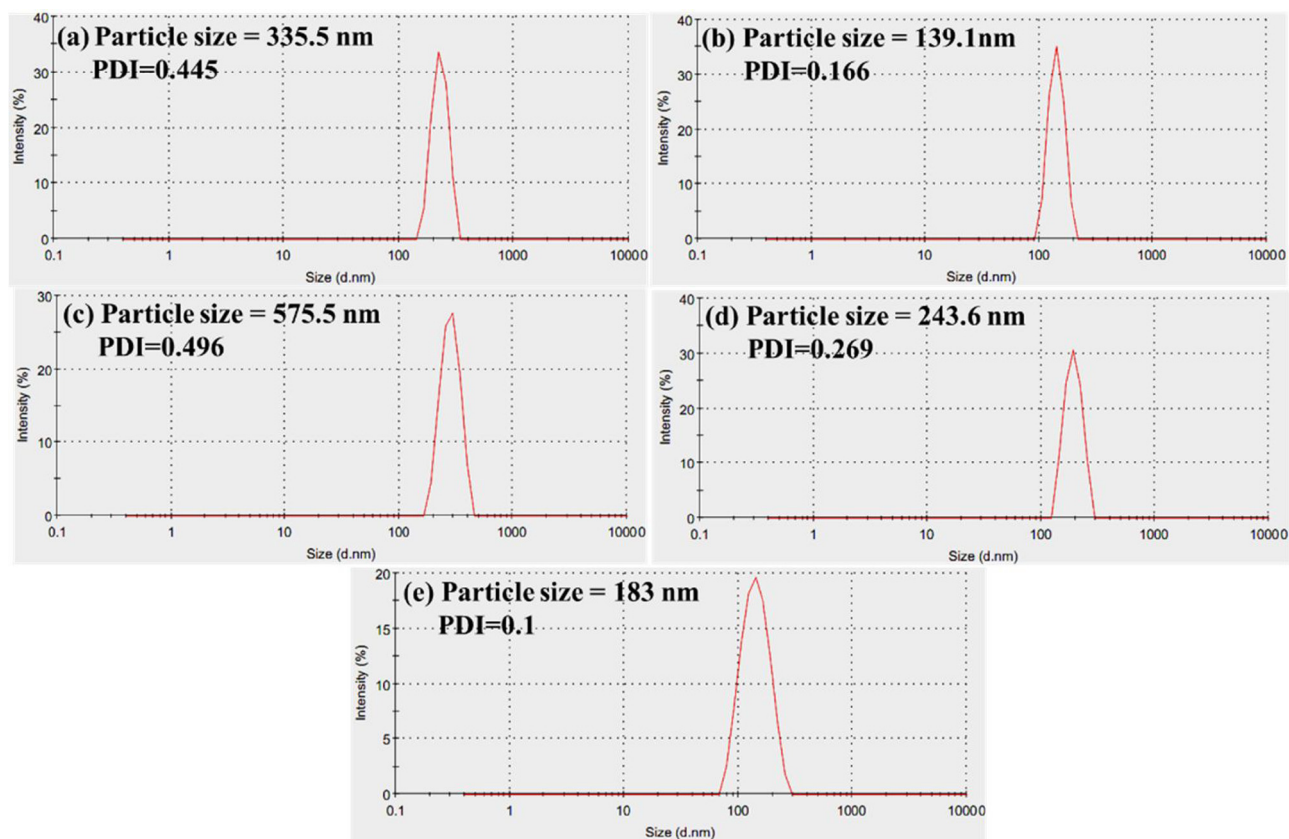 (a) Particle size = 335.5 nm
PDI=0.445
40
30
20
10
0
Intensity (%)
0.1 1 10 100 1000 10000
Size (d.nm)
(b) Particle size = 139.1nm
PDI=0.166
40
30
20
10
0
Intensity (%)
0.1 1 10 100 1000 10000
Size (d.nm)
(c) Particle size = 575.5 nm
PDI=0.496
30
20
10
0
Intensity (%)
0.1 1 10 100 1000 10000
Size (d.nm)
(d) Particle size = 243.6 nm
PDI=0.269
40
30
20
10
0
Intensity (%)
0.1 1 10 100 1000 10000
Size (d.nm)
(e) Particle size = 183 nm
PDI=0.1
20
15
10
5
0
Intensity (%)
0.1 1 10 100 1000 10000
Size (d.nm)